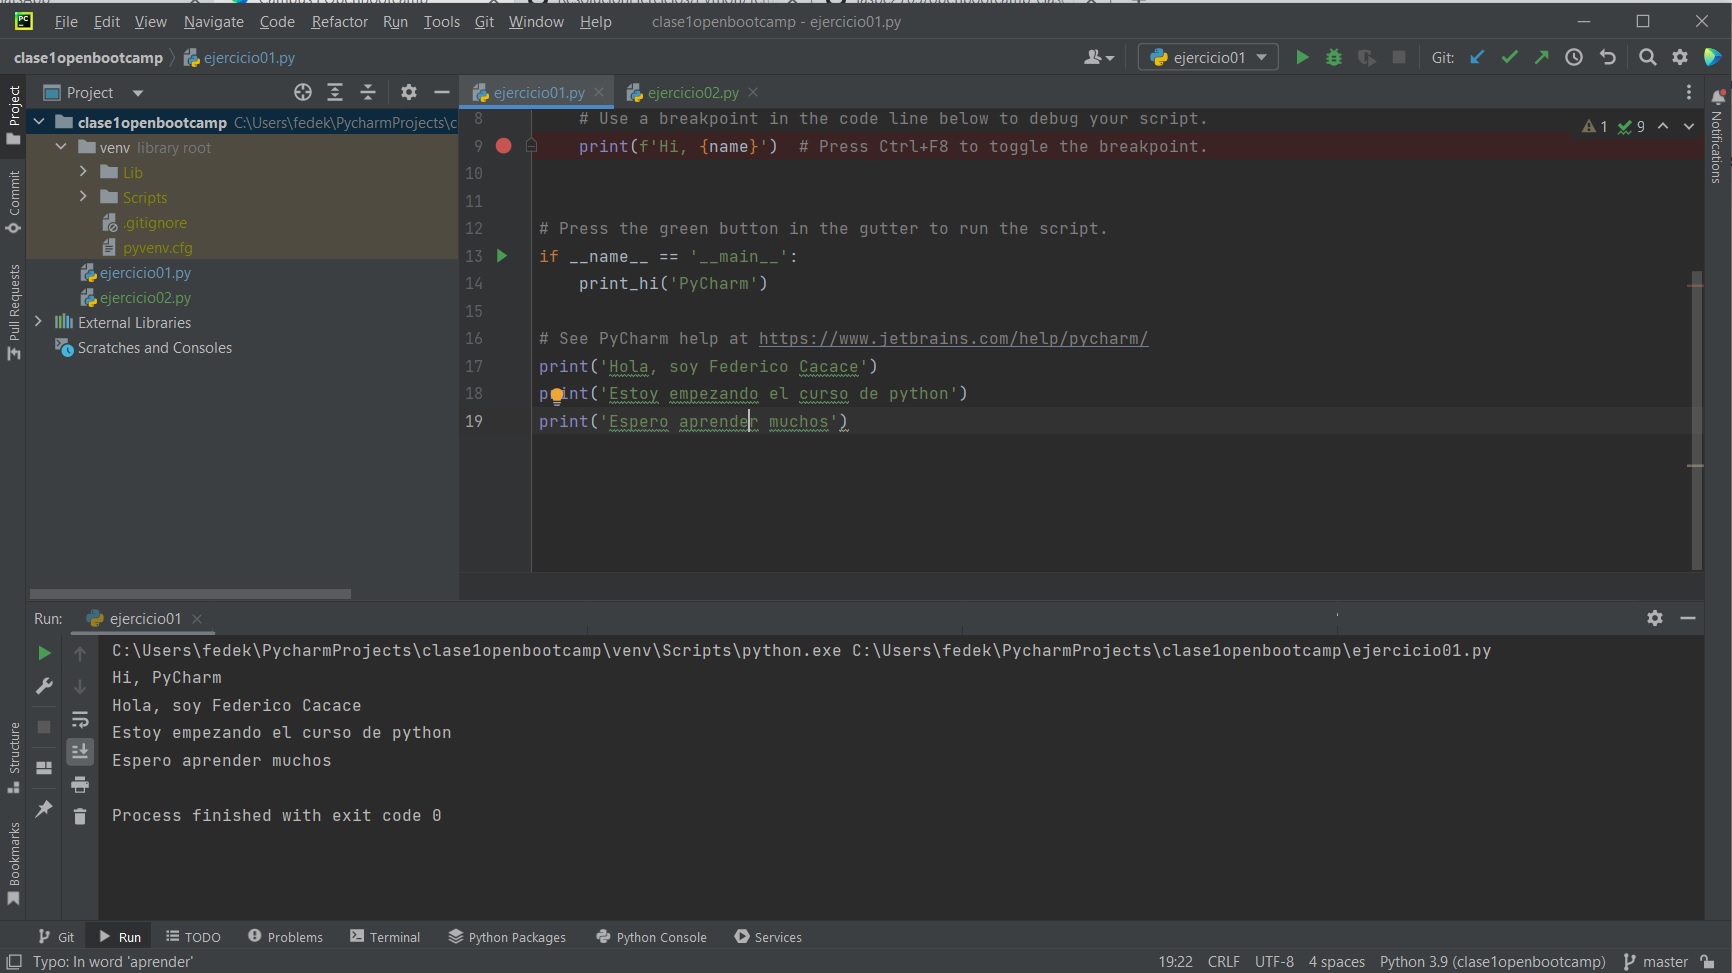 File Edit View Navigate Code Refactor Run Tools Git Window Help clase1openbootcamp - ejercicio01.py
clase1openbootcamp ejercicio01.py ejercicio01 Git:
Project ejercicio01.py ejercicio02.py
clase1openbootcamp C:\Users\fedek\PycharmProjects\c
venv library root
Lib
Scripts
.gitignore
pyvenv.cfg
ejercicio01.py
ejercicio02.py
External Libraries
Scratches and Consoles
8 # Use a breakpoint in the code line below to debug your script.
1 9
9 print(f'Hi, {name}') # Press Ctrl+F8 to toggle the breakpoint.
10
11
12 # Press the green button in the gutter to run the script.
13 if __name__ == '__main__':
14 print_hi('PyCharm')
15
16 # See PyCharm help at https://www.jetbrains.com/help/pycharm/
17 print('Hola, soy Federico Cacace')
18 print('Estoy empezando el curso de python')
19 print('Espero aprender muchos')
Project
Commit
Pull Requests
Structure
Bookmarks
Notifications
Run: ejercicio01
C:\Users\fedek\PycharmProjects\clase1openbootcamp\venv\Scripts\python.exe C:\Users\fedek\PycharmProjects\clase1openbootcamp\ejercicio01.py
Hi, PyCharm
Hola, soy Federico Cacace
Estoy empezando el curso de python
Espero aprender muchos
Process finished with exit code 0
Git Run TODO Problems Terminal Python Packages Python Console Services
Typo: In word 'aprender' 19:22 CRLF UTF-8 4 spaces Python 3.9 (clase1openbootcamp) master